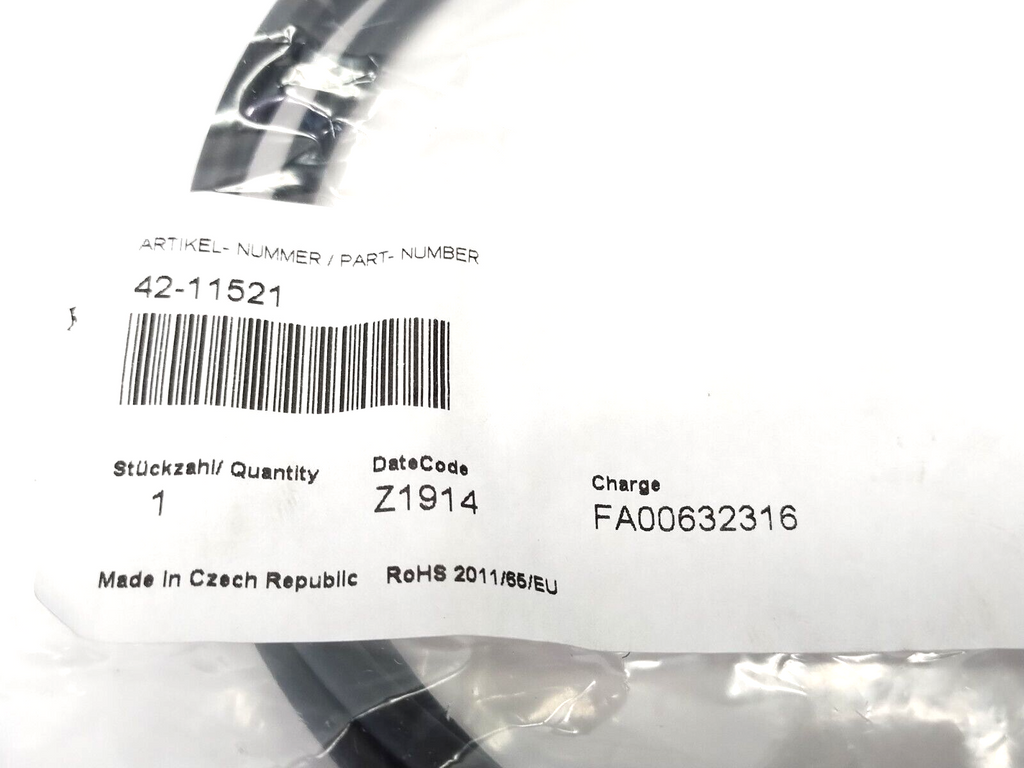 ARTIKEL- NUMMER / PART- NUMBER
42-11521
Stückzahl/ Quantity
1
DateCode
Z1914
Charge
FA00632316
Made in Czech Republic
RoHS 2011/65/EU